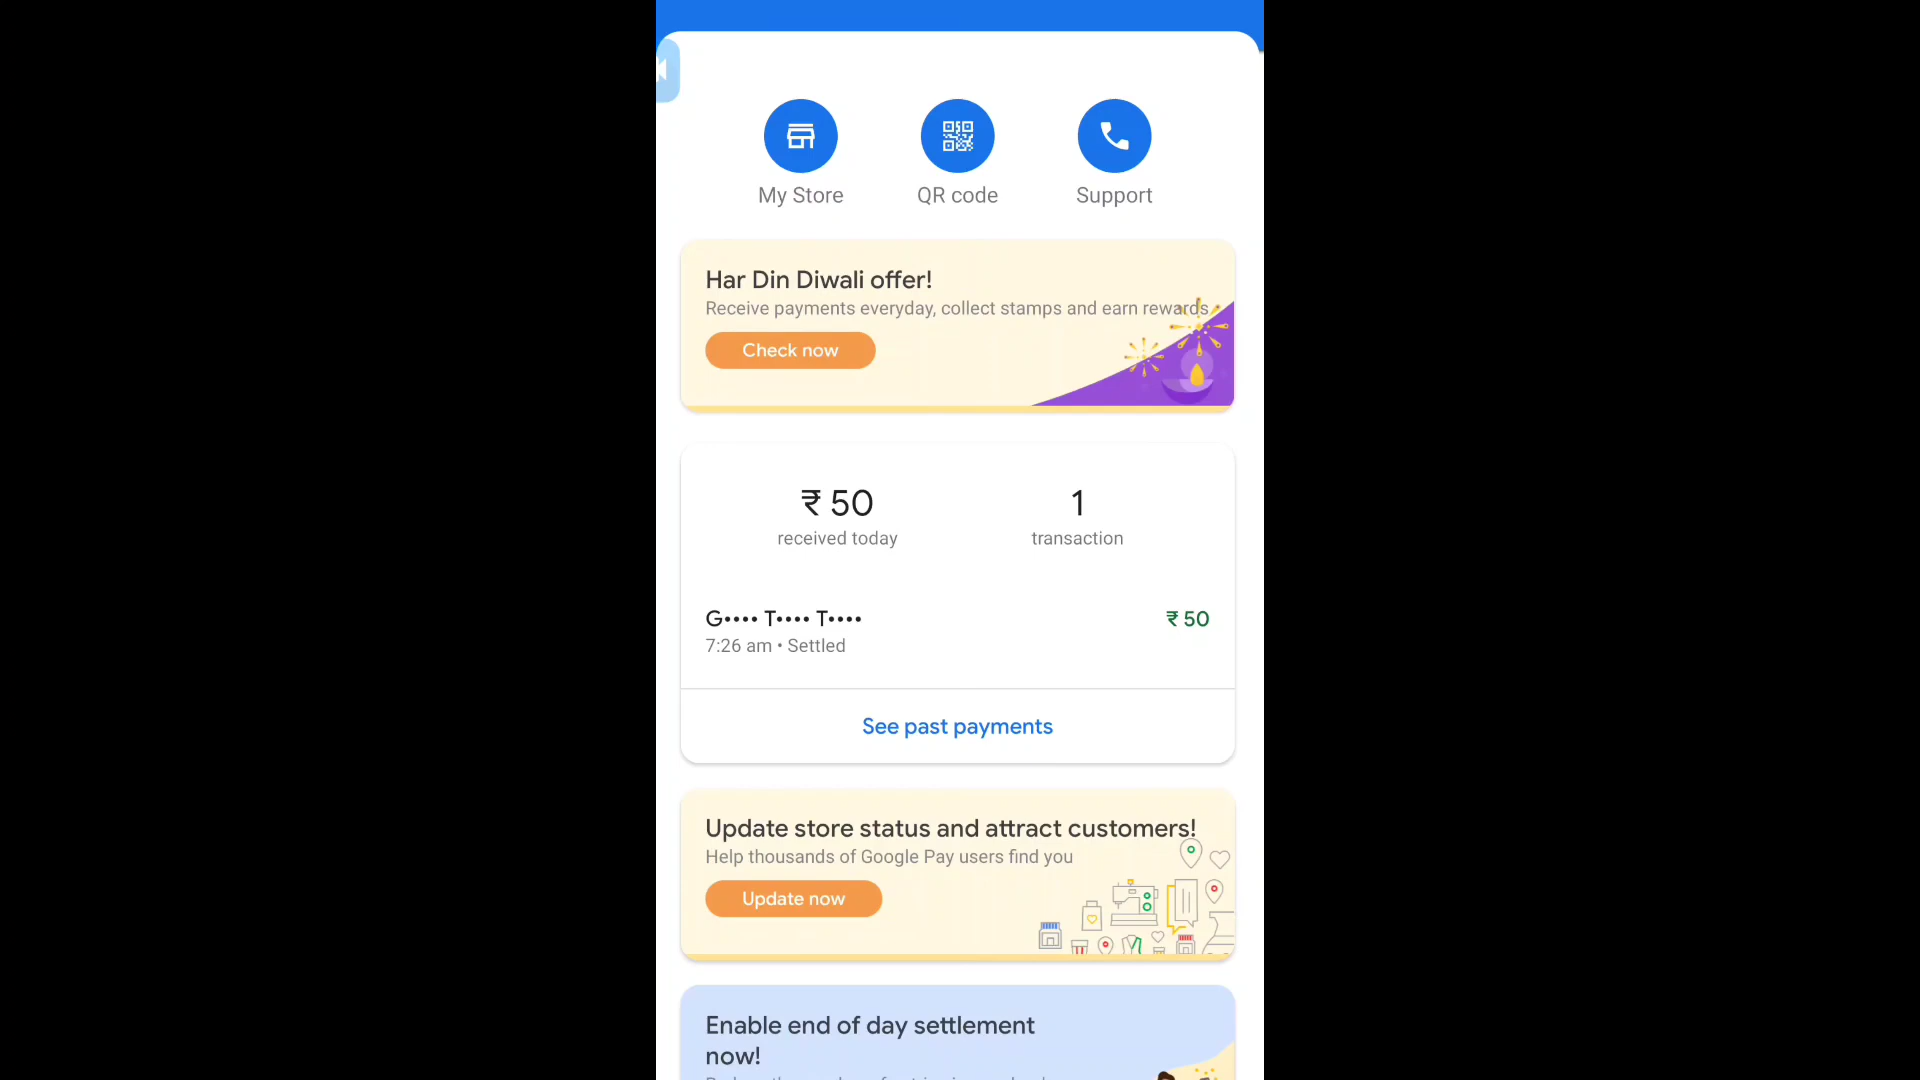 My Store
QR code
Support
Har Din Diwali offer!
Receive payments everyday, collect stamps and earn rewards
Check now
₹ 50
1
received today
transaction
G•••• T•••• T••••
₹ 50
7:26 am • Settled
See past payments
Update store status and attract customers!
Help thousands of Google Pay users find you
Update now
Enable end of day settlement
now!